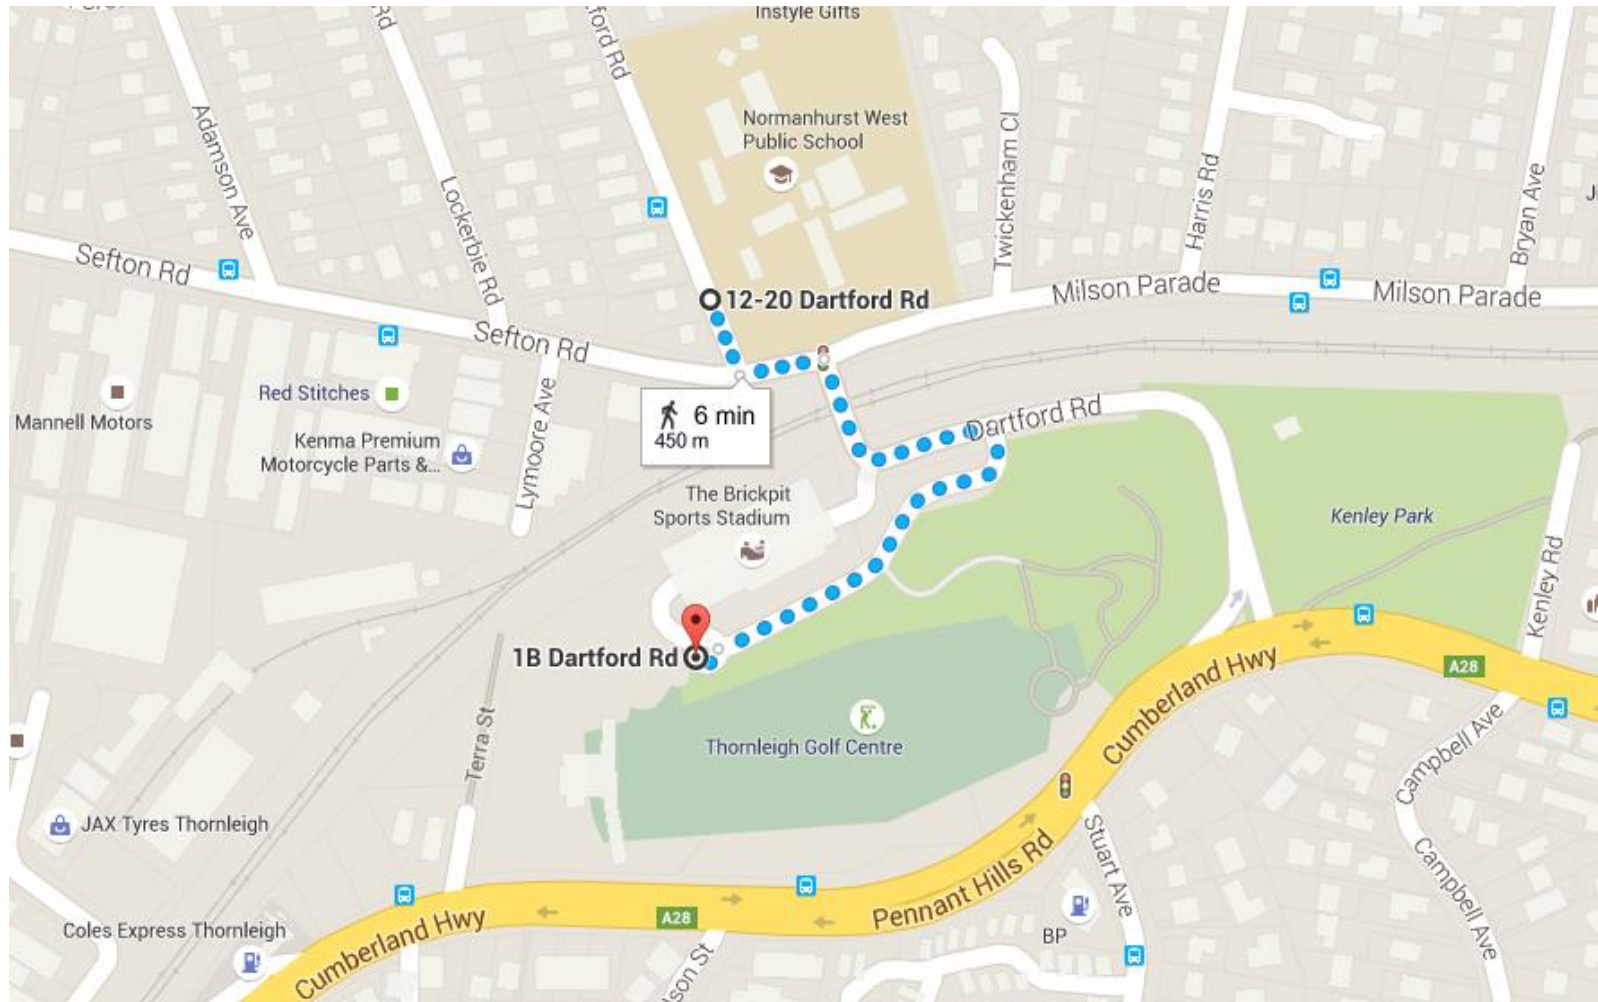 Instyle Gifts
Rd
ford Rd
Normanhurst West
Public School
Adamson Ave
Lockerbie Rd
Twickenham Cl
Harris Rd
Bryan Ave
Sefton Rd
12-20 Dartford Rd
Milson Parade
Milson Parade
Sefton Rd
Red Stitches
6 min
450 m
Dartford Rd
Mannell Motors
Kenma Premium
Motorcycle Parts &...
Lymoore Ave
The Brickpit
Sports Stadium
Kenley Park
Kenley Rd
1B Dartford Rd
Cumberland Hwy
A28
Terra St
Thornleigh Golf Centre
Campbell Ave
JAX Tyres Thornleigh
Stuart Ave
Campbell Ave
Pennant Hills Rd
A28
Cumberland Hwy
Coles Express Thornleigh
BP
son St